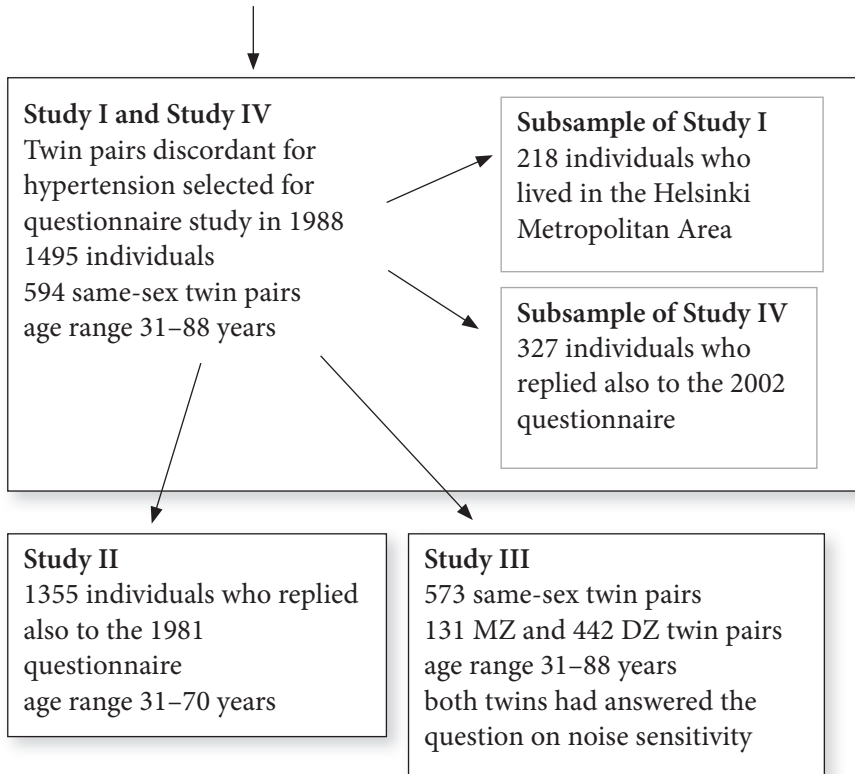 Study I and Study IV
Twin pairs discordant for
hypertension selected for
questionnaire study in 1988
1495 individuals
594 same-sex twin pairs
age range 31–88 years
Subsample of Study I
218 individuals who
lived in the Helsinki
Metropolitan Area
Subsample of Study IV
327 individuals who
replied also to the 2002
questionnaire
Study II
1355 individuals who replied
also to the 1981
questionnaire
age range 31–70 years
Study III
573 same-sex twin pairs
131 MZ and 442 DZ twin pairs
age range 31–88 years
both twins had answered the
question on noise sensitivity